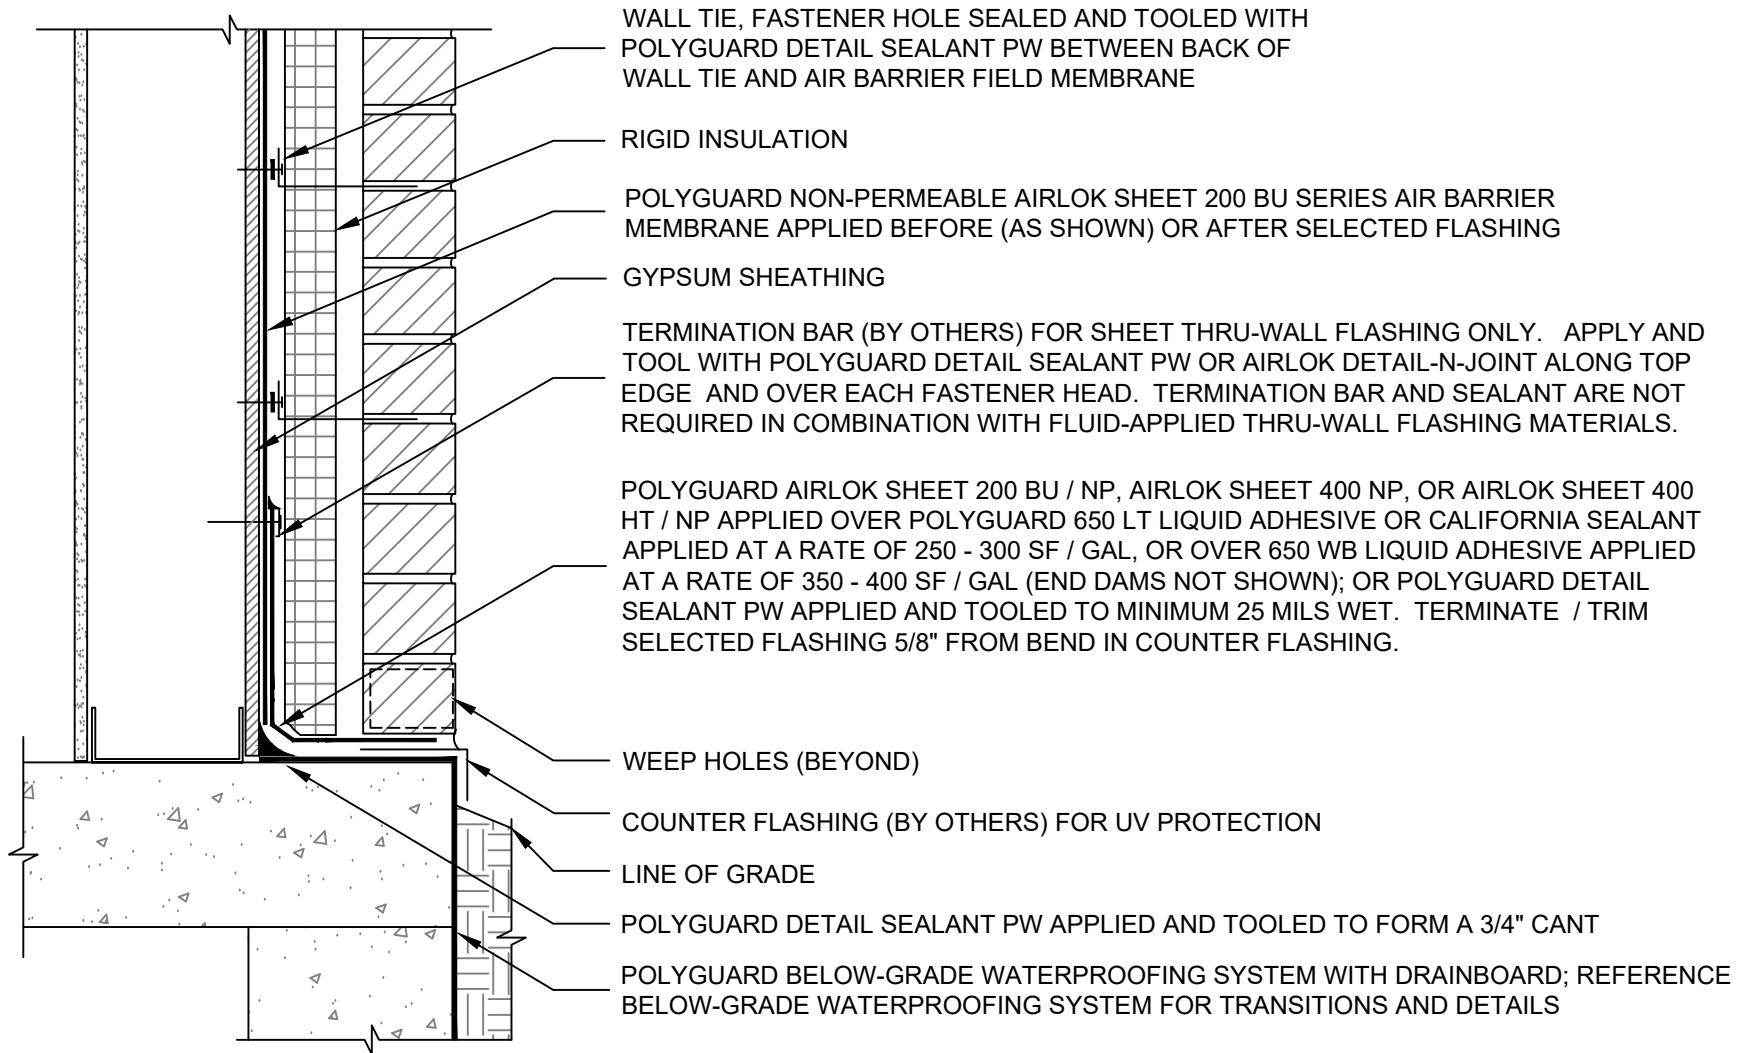 WALL TIE, FASTENER HOLE SEALED AND TOOLED WITH
POLYGUARD DETAIL SEALANT PW BETWEEN BACK OF
WALL TIE AND AIR BARRIER FIELD MEMBRANE
RIGID INSULATION
POLYGUARD NON-PERMEABLE AIRLOK SHEET 200 BU SERIES AIR BARRIER
MEMBRANE APPLIED BEFORE (AS SHOWN) OR AFTER SELECTED FLASHING
GYPSUM SHEATHING
TERMINATION BAR (BY OTHERS) FOR SHEET THRU-WALL FLASHING ONLY. APPLY AND
TOOL WITH POLYGUARD DETAIL SEALANT PW OR AIRLOK DETAIL-N-JOINT ALONG TOP
EDGE AND OVER EACH FASTENER HEAD. TERMINATION BAR AND SEALANT ARE NOT
REQUIRED IN COMBINATION WITH FLUID-APPLIED THRU-WALL FLASHING MATERIALS.
POLYGUARD AIRLOK SHEET 200 BU / NP, AIRLOK SHEET 400 NP, OR AIRLOK SHEET 400
HT / NP APPLIED OVER POLYGUARD 650 LT LIQUID ADHESIVE OR CALIFORNIA SEALANT
APPLIED AT A RATE OF 250 - 300 SF / GAL, OR OVER 650 WB LIQUID ADHESIVE APPLIED
AT A RATE OF 350 - 400 SF / GAL (END DAMS NOT SHOWN); OR POLYGUARD DETAIL
SEALANT PW APPLIED AND TOOLED TO MINIMUM 25 MILS WET. TERMINATE / TRIM
SELECTED FLASHING 5/8" FROM BEND IN COUNTER FLASHING.
WEEP HOLES (BEYOND)
COUNTER FLASHING (BY OTHERS) FOR UV PROTECTION
LINE OF GRADE
POLYGUARD DETAIL SEALANT PW APPLIED AND TOOLED TO FORM A 3/4" CANT
POLYGUARD BELOW-GRADE WATERPROOFING SYSTEM WITH DRAINBOARD; REFERENCE
BELOW-GRADE WATERPROOFING SYSTEM FOR TRANSITIONS AND DETAILS